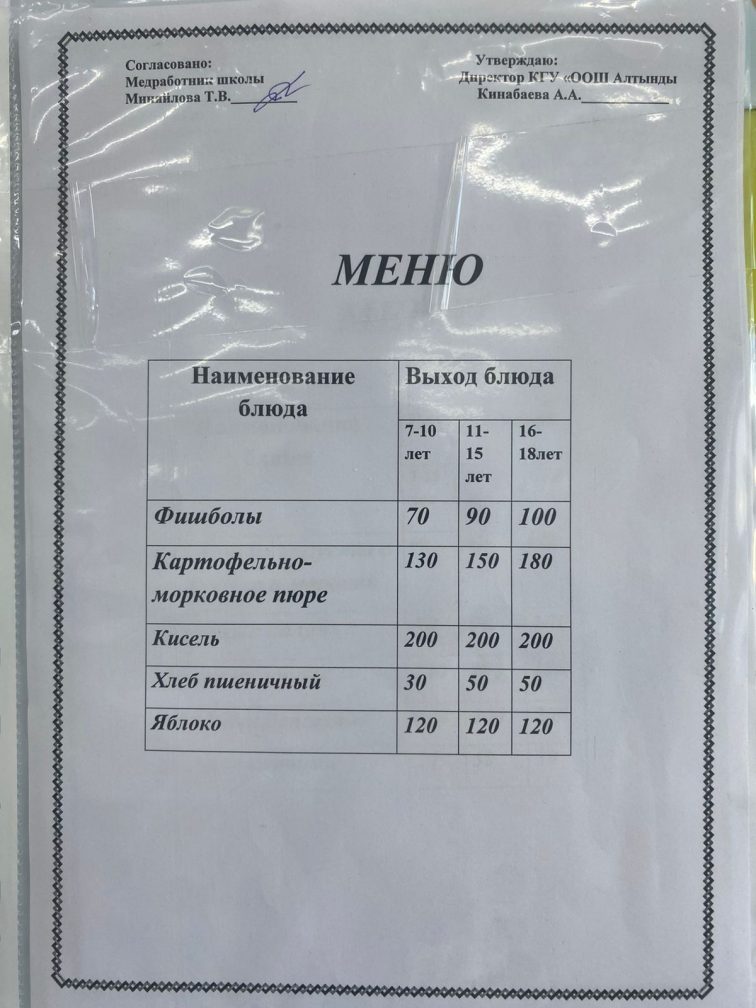 Согласовано:
Медработник школы
Минайлова Т.В.
Утверждаю:
Директор КГУ «ООШ Алтынды
Кинабаева А.А.
МЕНЮ
Наименование блюда Выход блюда
7-10 лет 11-15 лет 16-18лет
Фишболы 70 90 100
Картофельно-
морковное пюре 130 150 180
Кисель 200 200 200
Хлеб пшеничный 30 50 50
Яблоко 120 120 120